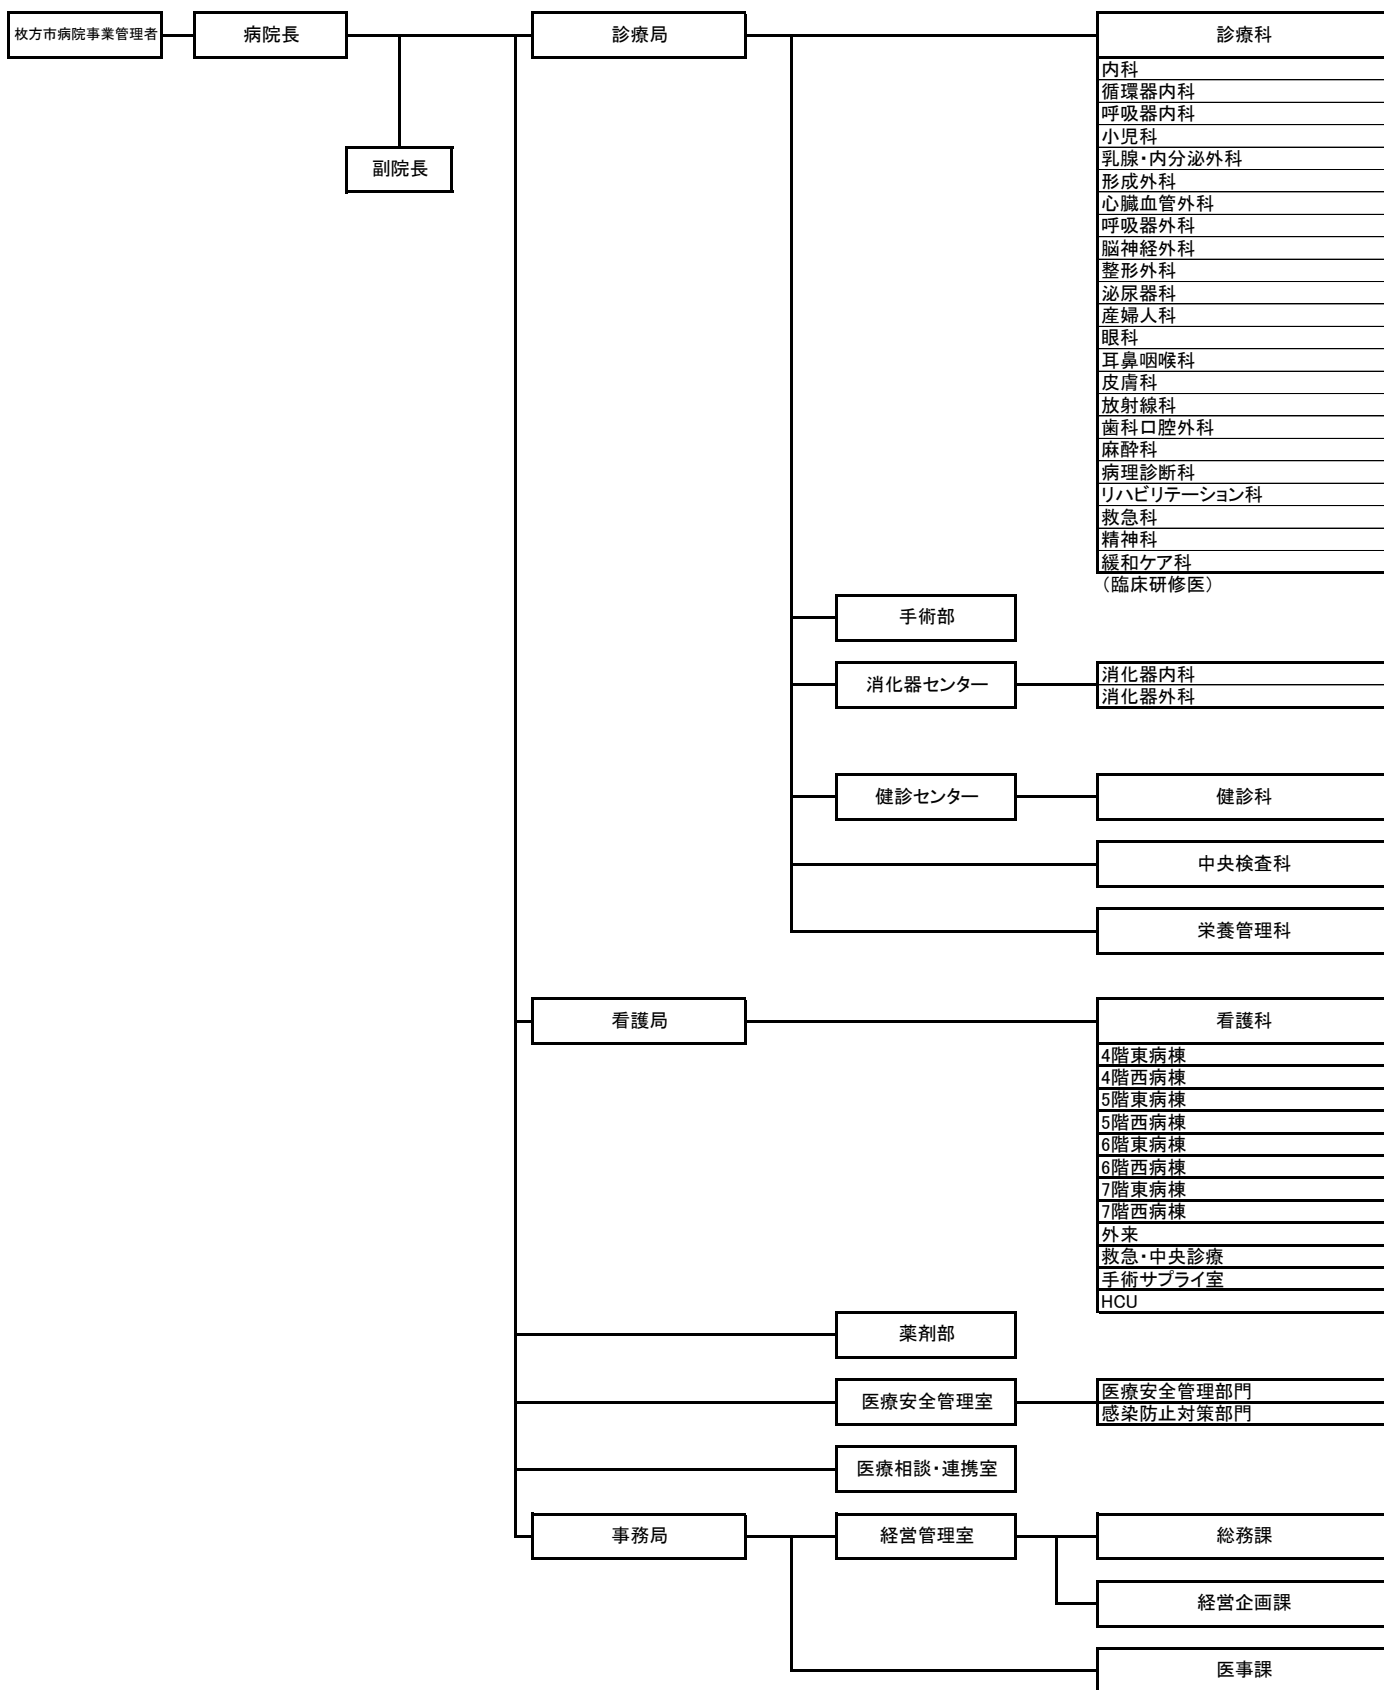 枚方市病院事業管理者
病院長
診療局
診療科
内科
循環器内科
呼吸器内科
小児科
乳腺・内分泌外科
副院長
形成外科
心臓血管外科
呼吸器外科
脳神経外科
整形外科
泌尿器科
産婦人科
眼科
耳鼻咽喉科
皮膚科
放射線科
歯科口腔外科
麻酔科
病理診断科
リハビリテーション科
救急科
精神科
緩和ケア科
（臨床研修医）
手術部
消化器センター
消化器内科
消化器外科
健診センター
健診科
中央検査科
栄養管理科
看護局
看護科
4階東病棟
4階西病棟
5階東病棟
5階西病棟
6階東病棟
6階西病棟
7階東病棟
7階西病棟
外来
救急・中央診療
手術サプライ室
HCU
薬剤部
医療安全管理室
医療安全管理部門
感染防止対策部門
医療相談・連携室
事務局
経営管理室
総務課
経営企画課
医事課